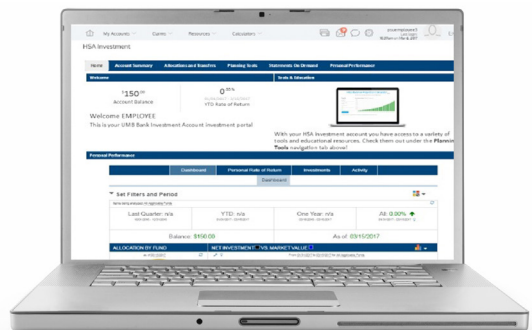 My Accounts Claims Resources Calculators
HSA Investment
Home Account Summary Allocations and Transfers Planning Tools Statements On Demand Personal Performance
Welcome Tools & Education
$150.00 0.00%
Account Balance
YTD Rate of Return
Welcome EMPLOYEE
This is your UMB Bank Investment Account Investment portal
With your HSA investment account you have access to a variety of
tools and educational resources. Check them out under the Plannin
Tools navigation tab above!
Personal Performance
Dashboard Personal Rate of Return Investments Activity
Dashboard
Set Filters and Period
Last Quarter: n/a YTD: n/a One Year: n/a All: 0.00%
Balance: $150.00 As of 03/15/2017
ALLOCATION BY FUND NET INVESTMENT VS. MARKET VALUE